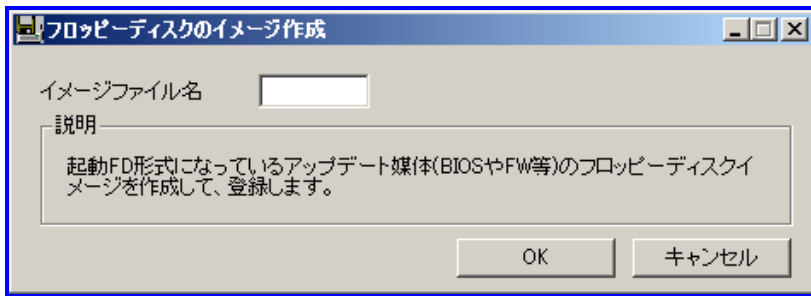 フロッピーディスクのイメージ作成
イメージファイル名
説明
起動FD形式になっているアップデート媒体(BIOSやFW等)のフロッピーディスクイ
メージを作成して、登録します。
OK
キャンセル